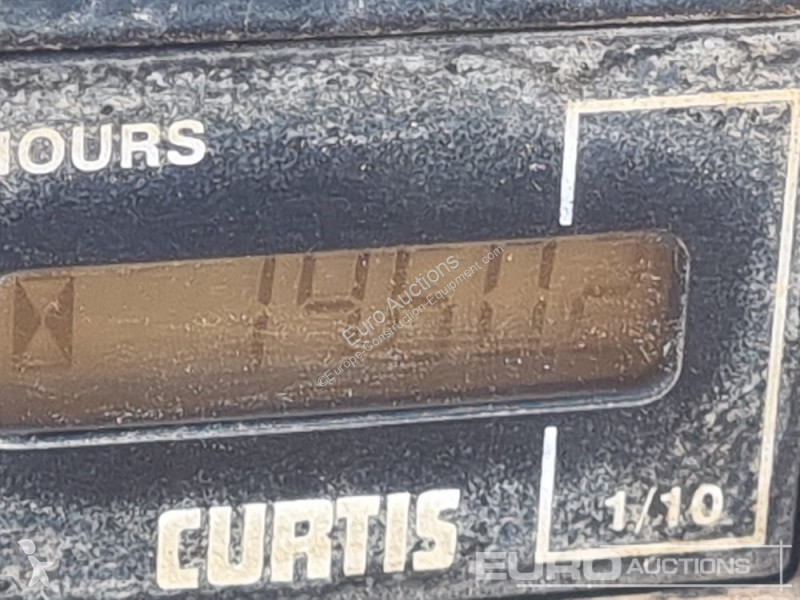 HOURS
Euro Auctions
©Europe-Construction-Equipment.com
CURTIS
1/10
EURO AUCTIONS